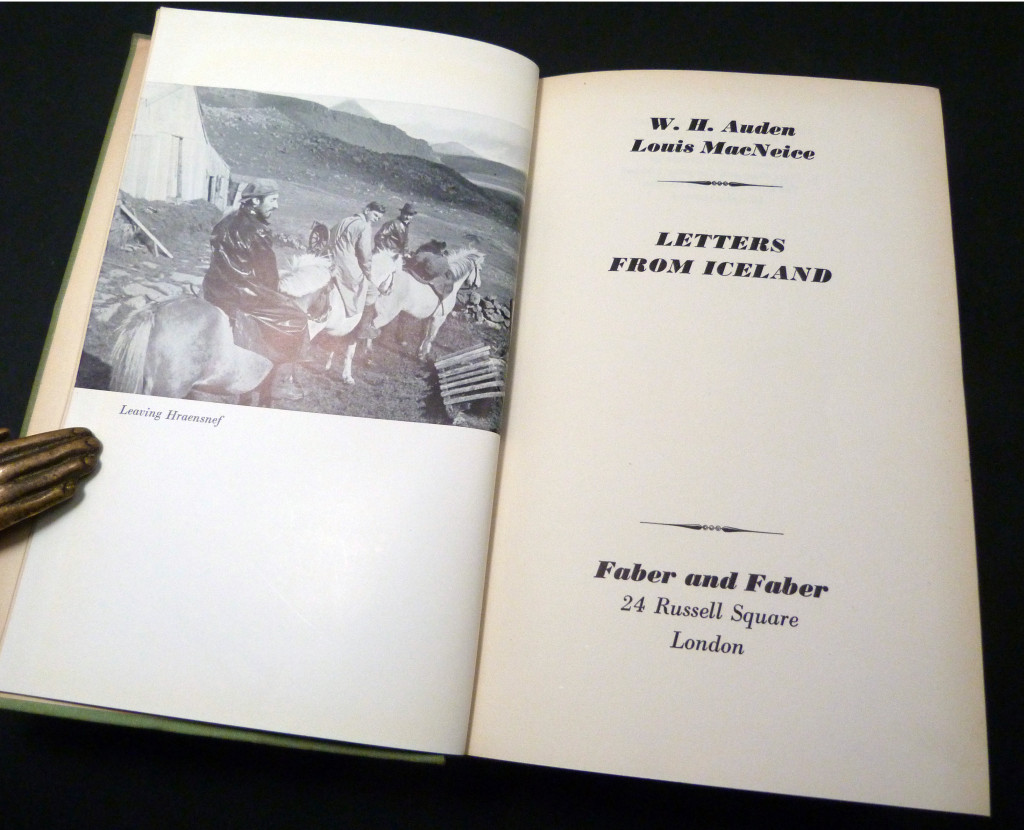 Leaving Hraensnef
W. H. Auden
Louis MacNeice
LETTERS
FROM ICELAND
Faber and Faber
24 Russell Square
London